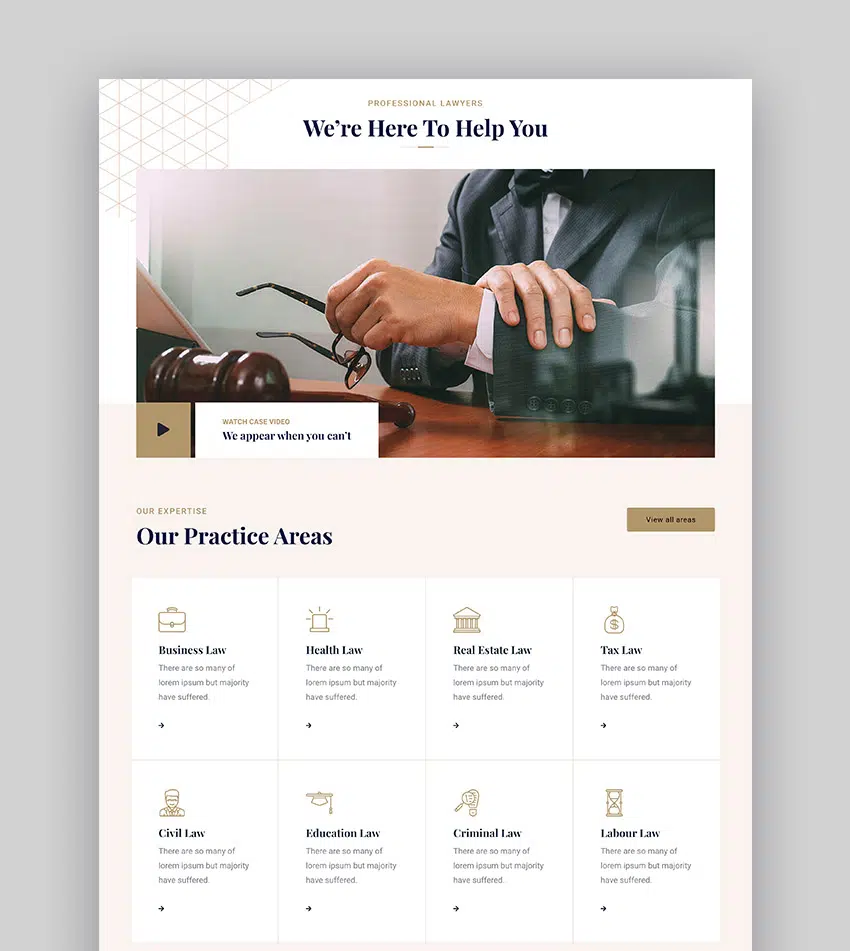 PROFESSIONAL LAWYERS
We're Here To Help You
WATCH CASE VIDEO
We appear when you can't
OUR EXPERTISE
Our Practice Areas
View all areas
Business Law
There are so many of
lorem ipsum but majority
have suffered.
Health Law
There are so many of
lorem ipsum but majority
have suffered.
Real Estate Law
There are so many of
lorem ipsum but majority
have suffered.
Tax Law
There are so many of
lorem ipsum but majority
have suffered.
Civil Law
There are so many of
lorem ipsum but majority
have suffered.
Education Law
There are so many of
lorem ipsum but majority
have suffered.
Criminal Law
There are so many of
lorem ipsum but majority
have suffered.
Labour Law
There are so many of
lorem ipsum but majority
have suffered.